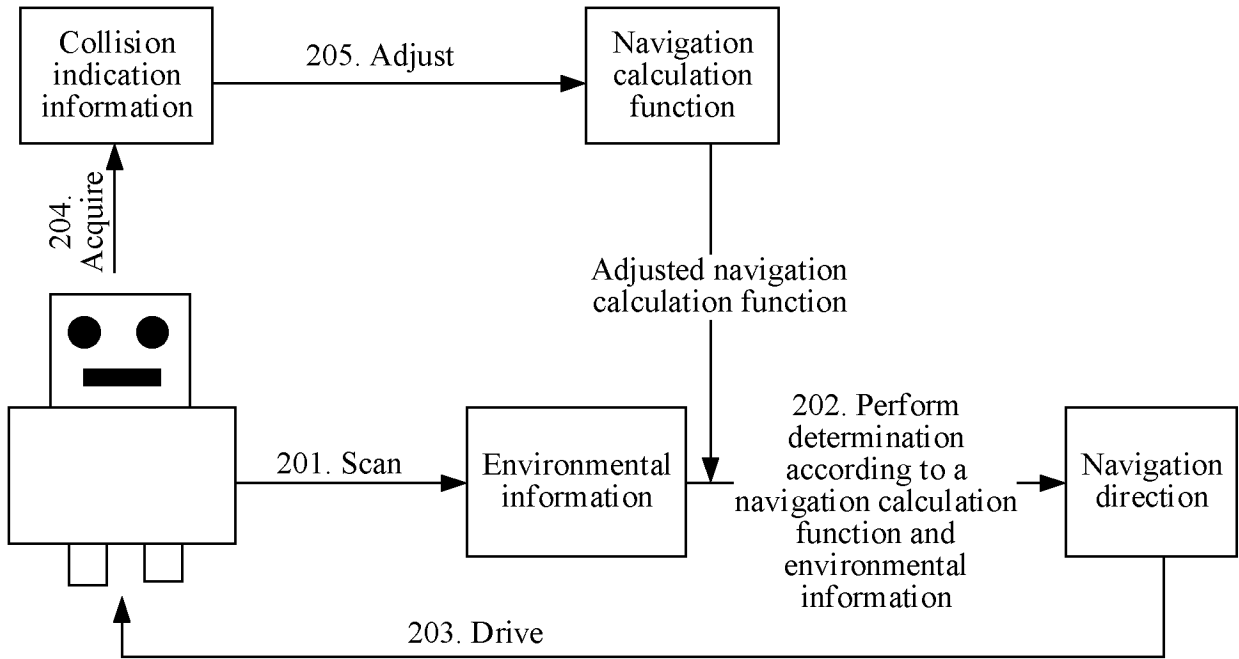 Collision
indication
information
205. Adjust
Navigation
calculation
function
204.
Acquire
Adjusted navigation
calculation function
201. Scan
Environmental
information
202. Perform
determination
according to a
navigation calculation
function and
environmental
information
Navigation
direction
203. Drive